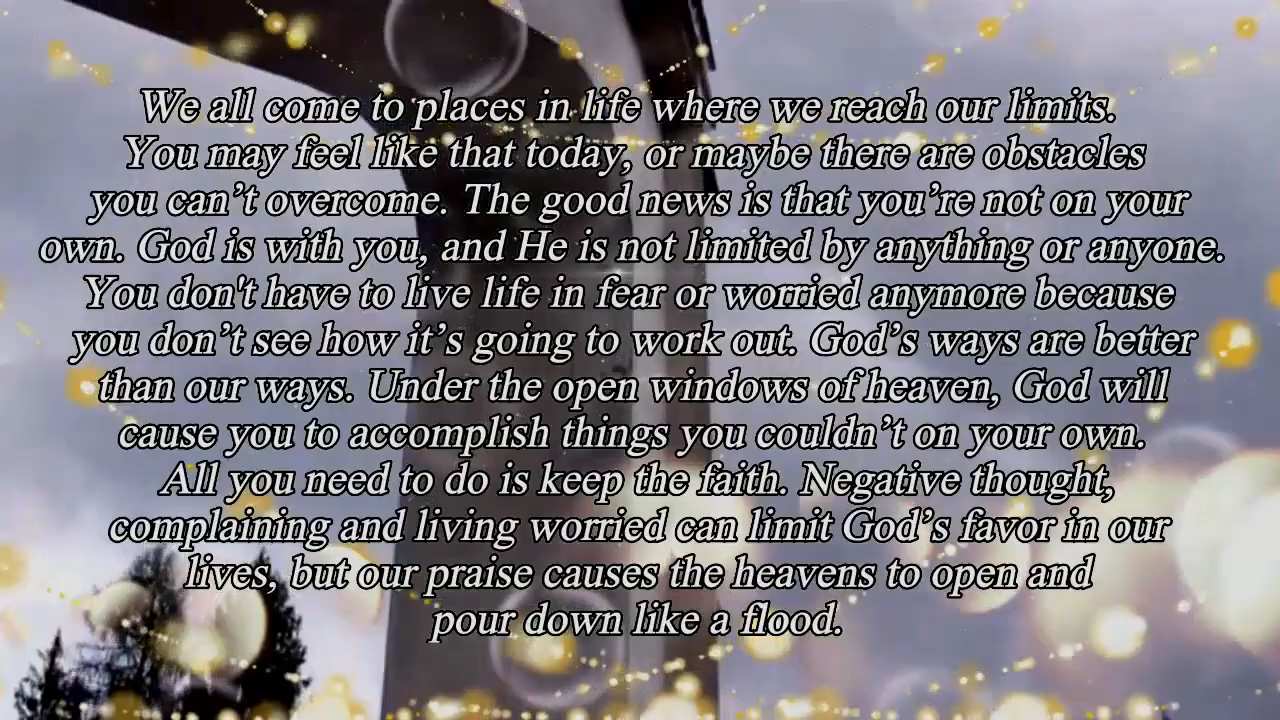 We all come to places in life where we reach our limits.
You may feel like that today, or maybe there are obstacles
you can’t overcome. The good news is that you’re not on your
own. God is with you, and He is not limited by anything or anyone.
You don't have to live life in fear or worried anymore because
you don’t see how it’s going to work out. God’s ways are better
than our ways. Under the open windows of heaven, God will
cause you to accomplish things you couldn’t on your own.
All you need to do is keep the faith. Negative thought,
complaining and living worried can limit God’s favor in our
lives, but our praise causes the heavens to open and
pour down like a flood.